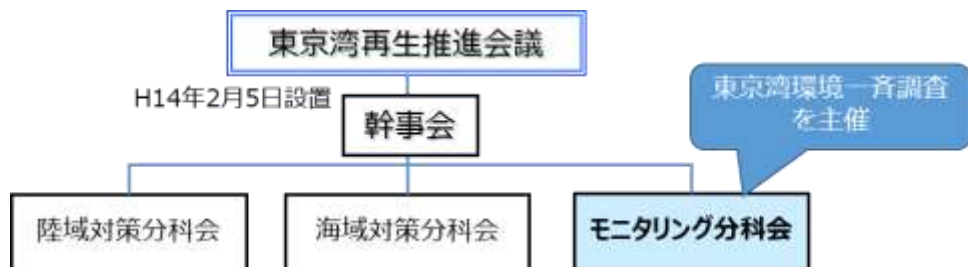 東京湾再生推進会議
H14年2月5日設置
幹事会
東京湾環境一斉調査
を主催
陸域対策分科会
海域対策分科会
モニタリング分科会